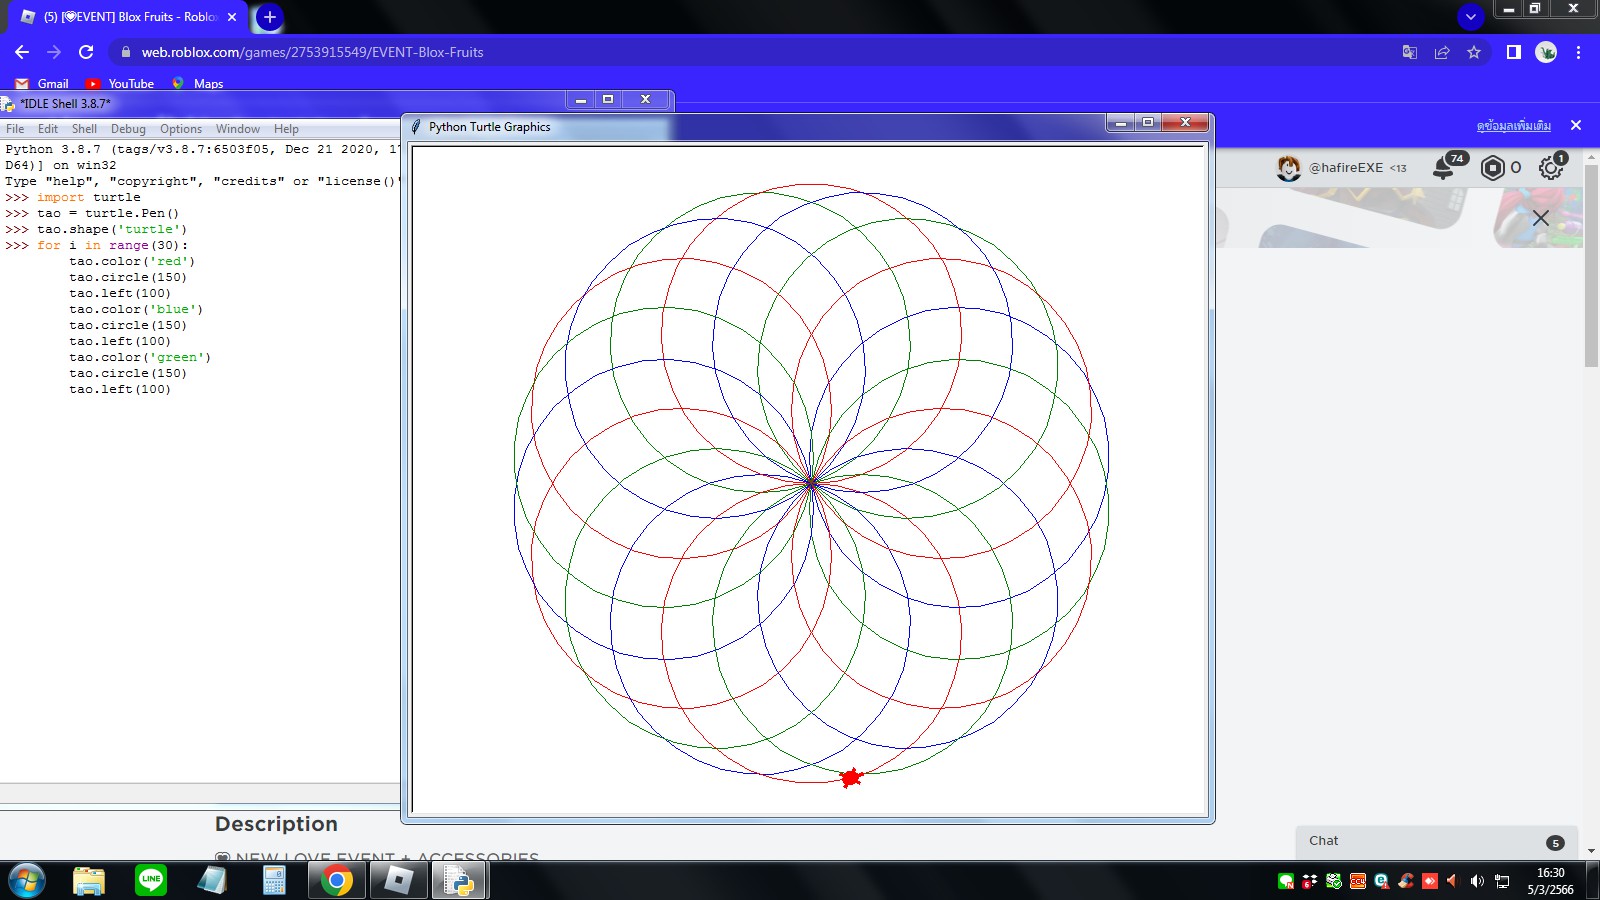 (5) [💗EVENT] Blox Fruits - Roblo
web.roblox.com/games/2753915549/EVENT-Blox-Fruits
Gmail YouTube Maps
*IDLE Shell 3.8.7*
File Edit Shell Debug Options Window Help
Python Turtle Graphics
ดูข้อมูลเพิ่มเติม
@hafireEXE <13 74 0 1
Python 3.8.7 (tags/v3.8.7:6503f05, Dec 21 2020, 17
D64)] on win32
Type "help", "copyright", "credits" or "license()"
>>> import turtle
>>> tao = turtle.Pen()
>>> tao.shape('turtle')
>>> for i in range(30):
tao.color('red')
tao.circle(150)
tao.left(100)
tao.color('blue')
tao.circle(150)
tao.left(100)
tao.color('green')
tao.circle(150)
tao.left(100)
Description
💗 NEW LOVE EVENT + ACCESSORIES
Chat 5
LINE
16:30
5/3/2566